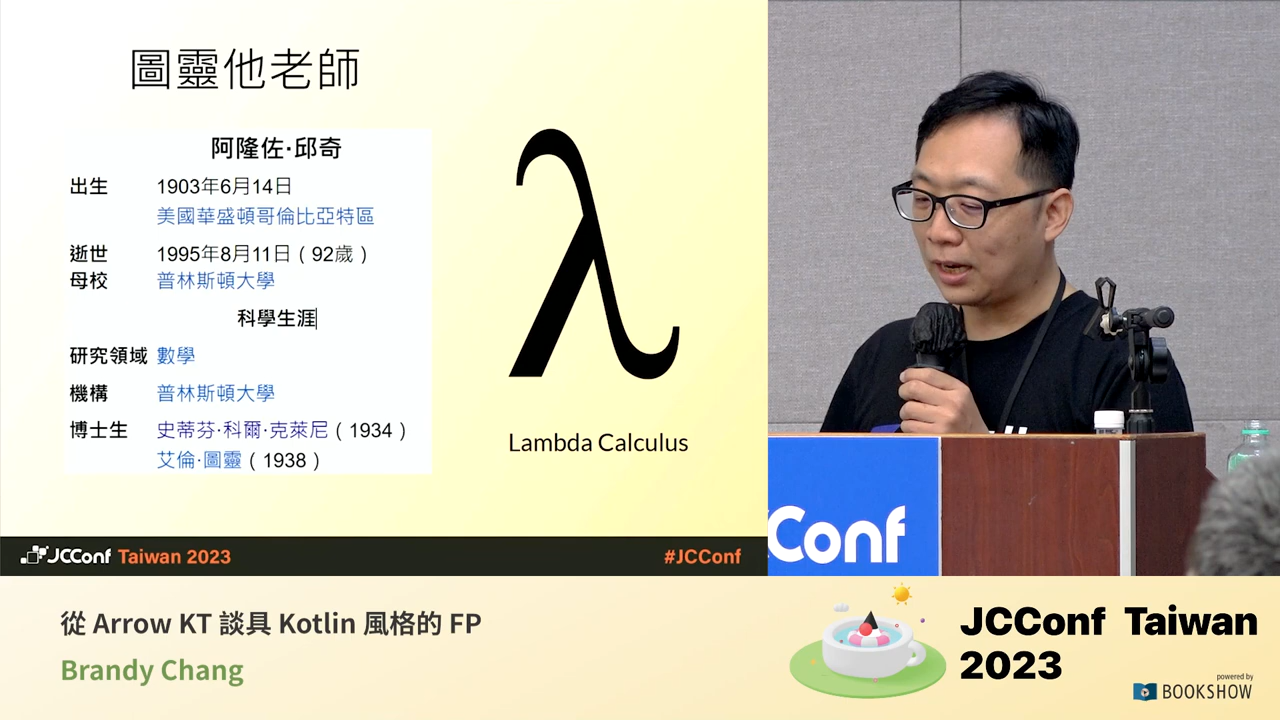 圖靈他老師
阿隆佐·邱奇
出生 1903年6月14日
美國華盛頓哥倫比亞特區
逝世 1995年8月11日(92歲)
母校 普林斯頓大學
科學生涯
研究領域 數學
機構 普林斯頓大學
博士生 史蒂芬·科爾·克萊尼(1934)
艾倫·圖靈(1938)
λ
Lambda Calculus
JCConf Taiwan 2023
#JCConf
Conf
從 Arrow KT 談具 Kotlin 風格的 FP
Brandy Chang
JCConf Taiwan
2023
powered by
BOOKSHOW